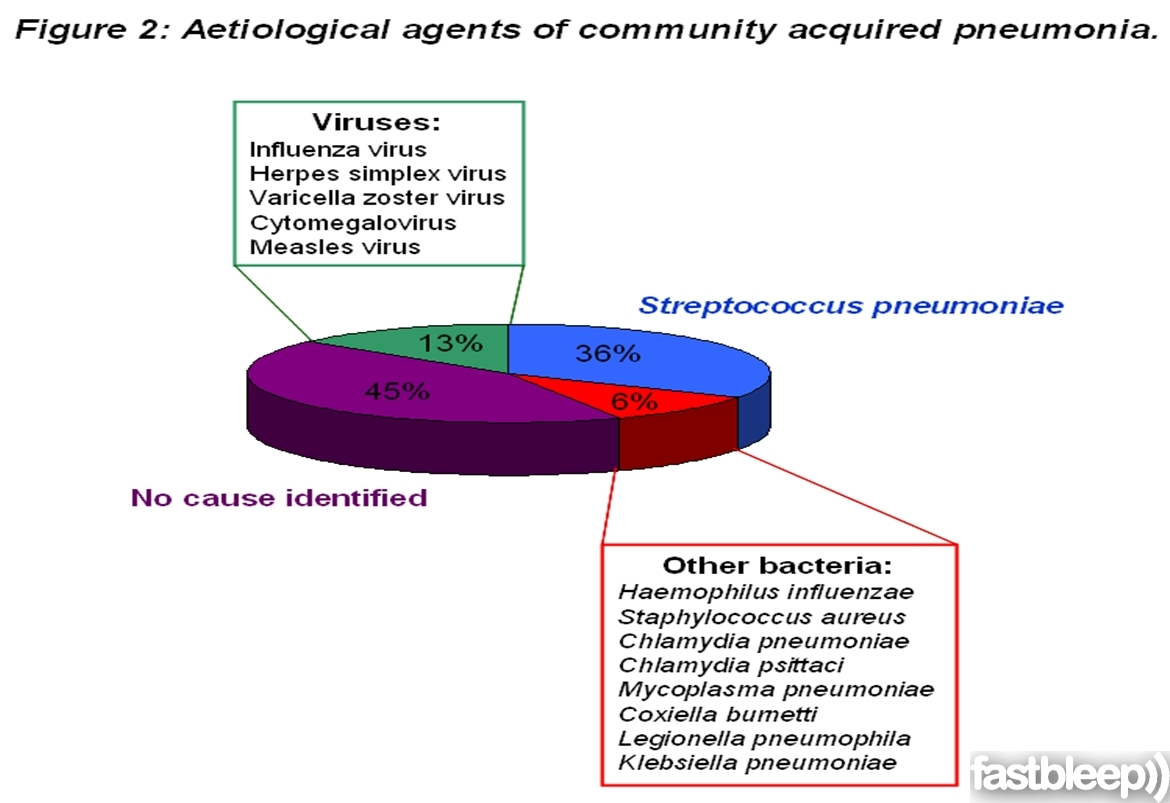 Figure 2: Aetiological agents of community acquired pneumonia.
Viruses:
Influenza virus
Herpes simplex virus
Varicella zoster virus
Cytomegalovirus
Measles virus
Streptococcus pneumoniae
13%
36%
45%
6%
No cause identified
Other bacteria:
Haemophilus influenzae
Staphylococcus aureus
Chlamydia pneumoniae
Chlamydia psittaci
Mycoplasma pneumoniae
Coxiella burnetti
Legionella pneumophila
Klebsiella pneumoniae
fastbleep